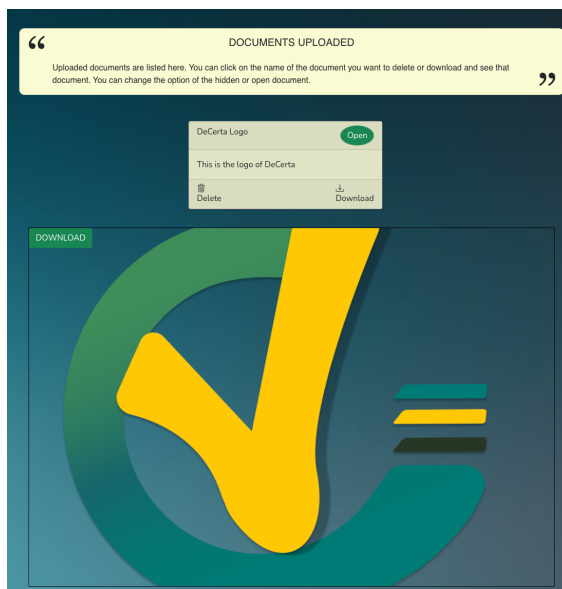 DOCUMENTS UPLOADED
Uploaded documents are listed here. You can click on the name of the document you want to delete or download and see that
document. You can change the option of the hidden or open document.
DeCerta Logo
Open
This is the logo of DeCerta
Delete
Download
DOWNLOAD